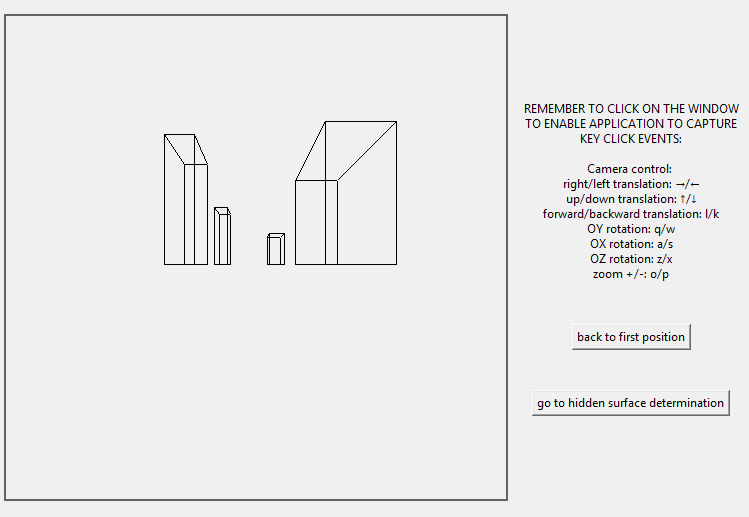 REMEMBER TO CLICK ON THE WINDOW
TO ENABLE APPLICATION TO CAPTURE
KEY CLICK EVENTS:
Camera control:
right/left translation: →/←
up/down translation: ↑/↓
forward/backward translation: l/k
OY rotation: q/w
OX rotation: a/s
OZ rotation: z/x
zoom +/-: o/p
back to first position
go to hidden surface determination